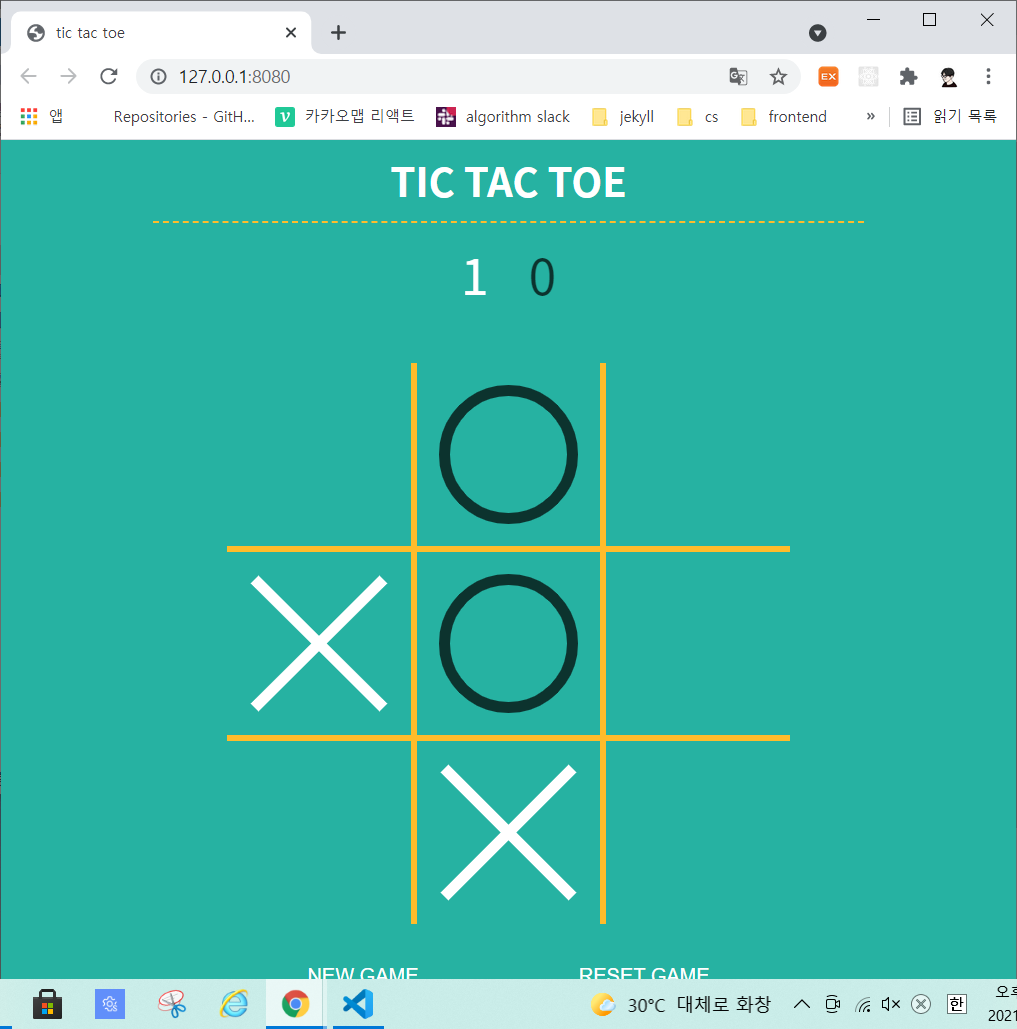 tic tac toe
127.0.0.1:8080
EX
앱 Repositories - GitH... 카카오맵 리액트 algorithm slack jekyll cs frontend » 읽기 목록
TIC TAC TOE
1 0
NEW GAME RESET GAME
30°C 대체로 화창 한
2021